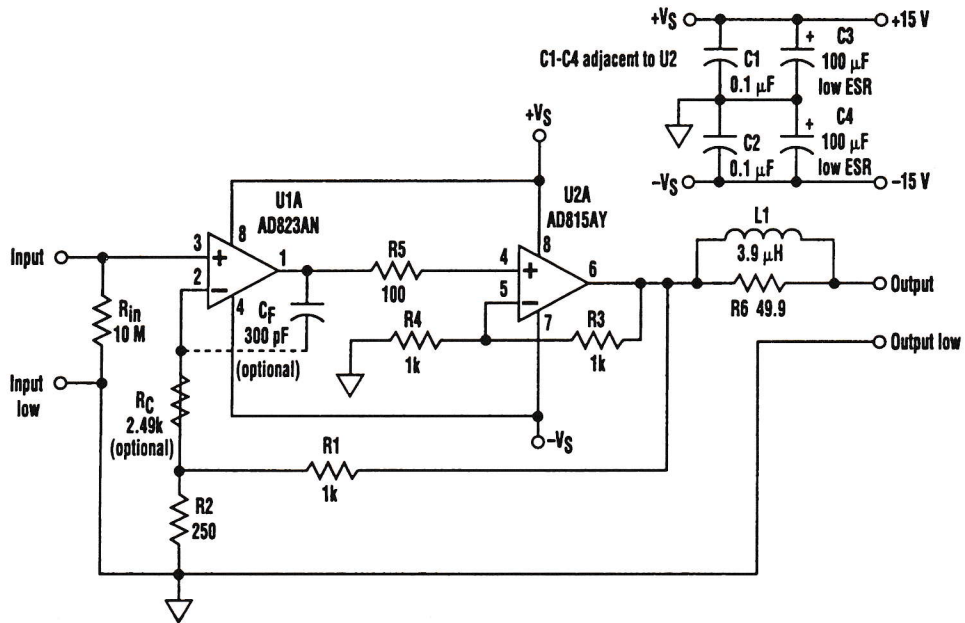 +VS
+15 V
C1-C4 adjacent to U2
C1
0.1 µF
+
C3
100 µF
low ESR
C2
0.1 µF
+
C4
100 µF
low ESR
−VS
−15 V
+VS
U1A
AD823AN
U2A
AD815AY
L1
3.9 µH
Input
3
+
8
2
−
1
4
R5
100
4
+
8
5
−
6
7
R6 49.9
Output
Rin
10 M
CF
300 pF
(optional)
R4
1k
R3
1k
Output low
Input
low
RC
2.49k
(optional)
−VS
R1
1k
R2
250